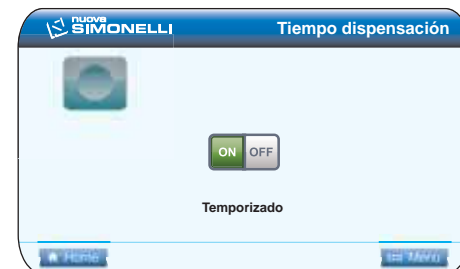 nuova
SIMONELLI
Tiempo dispensación
ON OFF
Temporizado
Home
Menu